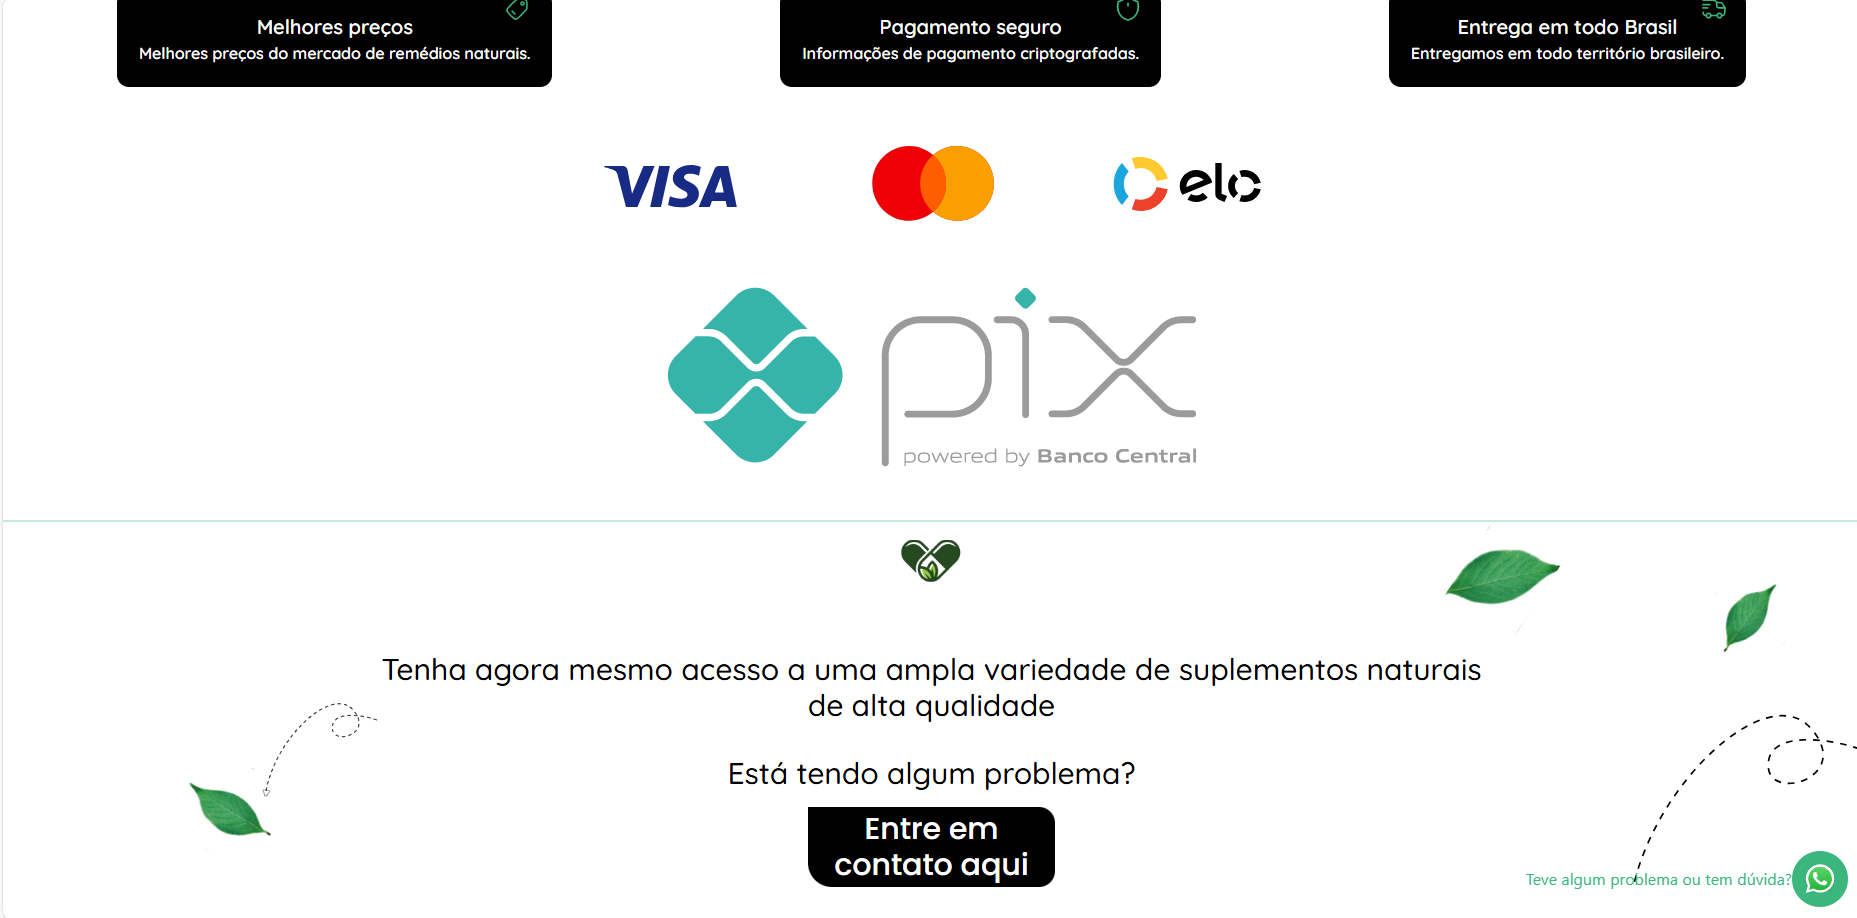 Melhores preços
Melhores preços do mercado de remédios naturais.
Pagamento seguro
Informações de pagamento criptografadas.
Entrega em todo Brasil
Entregamos em todo território brasileiro.
VISA
elo
pix
powered by Banco Central
Tenha agora mesmo acesso a uma ampla variedade de suplementos naturais
de alta qualidade
Está tendo algum problema?
Entre em
contato aqui
Teve algum problema ou tem dúvida?